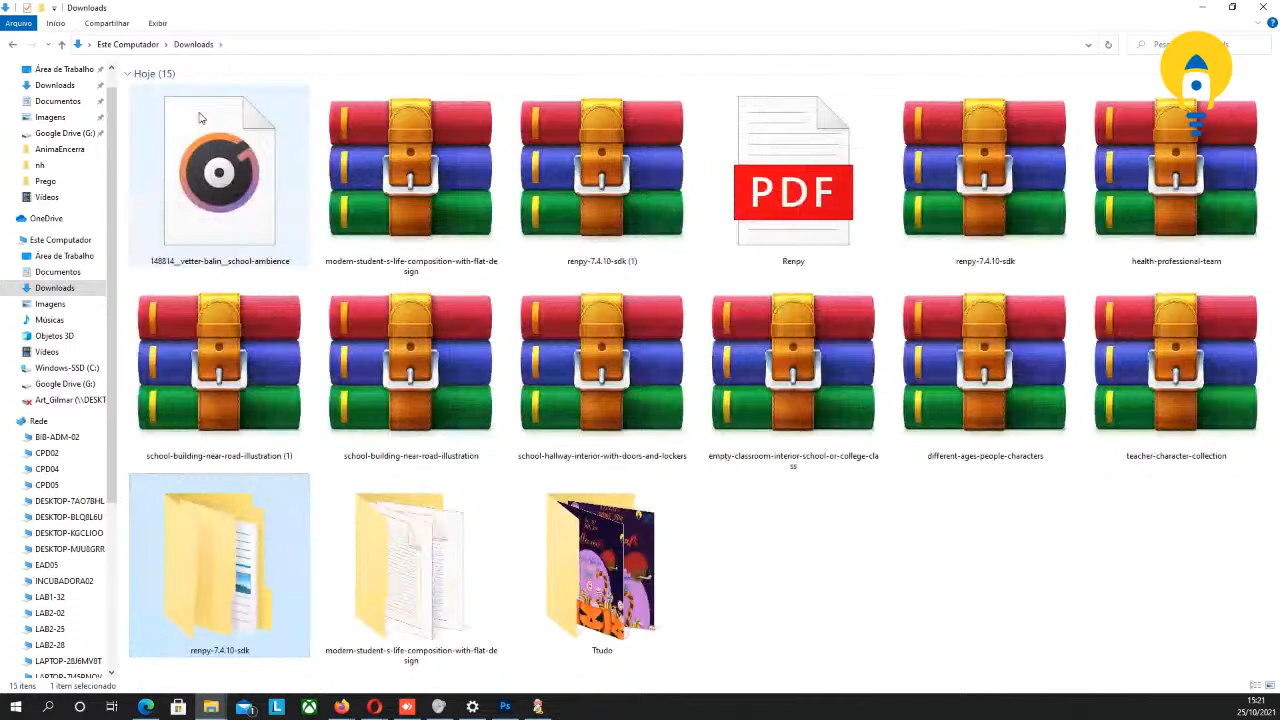 Downloads
Arquivo Início Compartilhar Exibir
Este Computador Downloads
Hoje (15)
Área de Trabalho
Downloads
Documentos
Imagens
Google Drive (G:)
AnimaEncerra
nh
Prego
Vídeos
OneDrive
Este Computador
Área de Trabalho
Documentos
Downloads
Imagens
Músicas
Objetos 3D
Vídeos
Windows-SSD (C:)
Google Drive (G:)
Art_Gilmar (\\DESKT
Rede
BIB-ADM-02
CPD02
CPD04
CPD05
DESKTOP-7AO7BHL
DESKTOP-BLQ8L6U
DESKTOP-KGCLIOO
DESKTOP-MJU8GRR
EAD05
INCUBADORA02
LAB1-32
LAB2-02
LAB2-25
LAB2-28
LAPTOP-28J6MV8T
148814__vetter-balin__school-ambience
modern-student-s-life-composition-with-flat-de
sign
renpy-7.4.10-sdk (1)
PDF
Renpy
renpy-7.4.10-sdk
health-professional-team
school-building-near-road-illustration (1)
school-building-near-road-illustration
school-hallway-interior-with-doors-and-lockers
empty-classroom-interior-school-or-college-cla
ss
different-ages-people-characters
teacher-character-collection
renpy-7.4.10-sdk
modern-student-s-life-composition-with-flat-de
sign
Ttudo
15 itens 1 item selecionado
L
Ps
15:21
25/10/2021